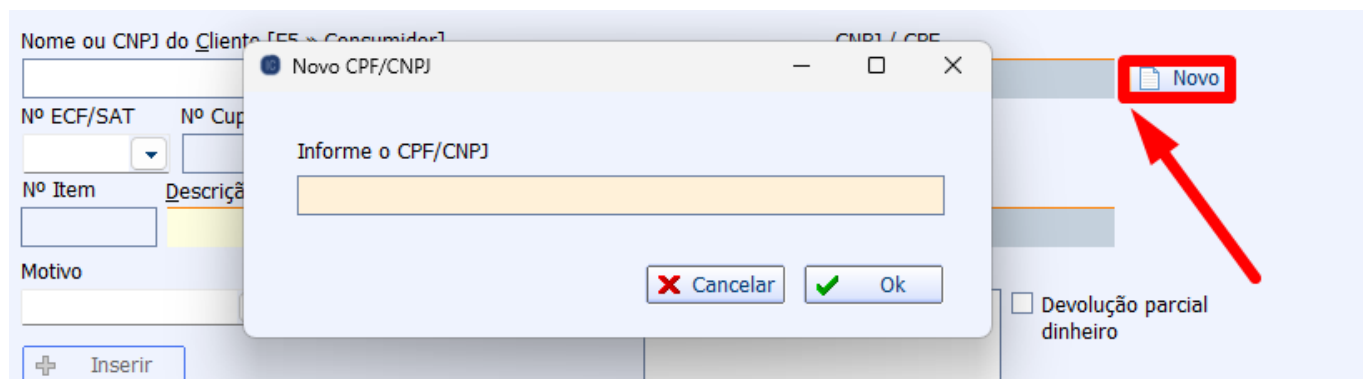 Nome ou CNPJ do Cliente [F5 » Consumidor]
CNPJ / CPF
Novo CPF/CNPJ
Novo
Nº ECF/SAT
Nº Cup
Informe o CPF/CNPJ
Nº Item
Descriçã
Motivo
Cancelar
Ok
Devolução parcial
dinheiro
Inserir